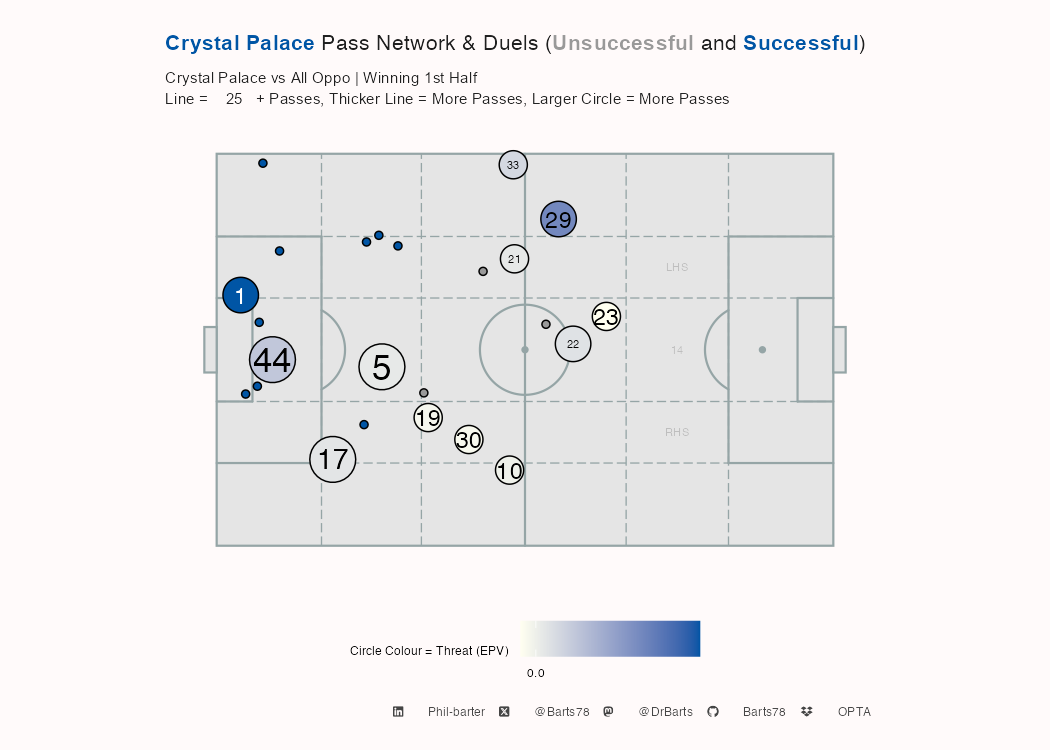 Crystal Palace Pass Network & Duels (Unsuccessful and Successful)
Crystal Palace vs All Oppo | Winning 1st Half
Line = 25 + Passes, Thicker Line = More Passes, Larger Circle = More Passes
33
29
21
LHS
1
23
22
14
44
5
19
30
RHS
17
10
Circle Colour = Threat (EPV)
0.0
Phil-barter @Barts78 @DrBarts Barts78 OPTA